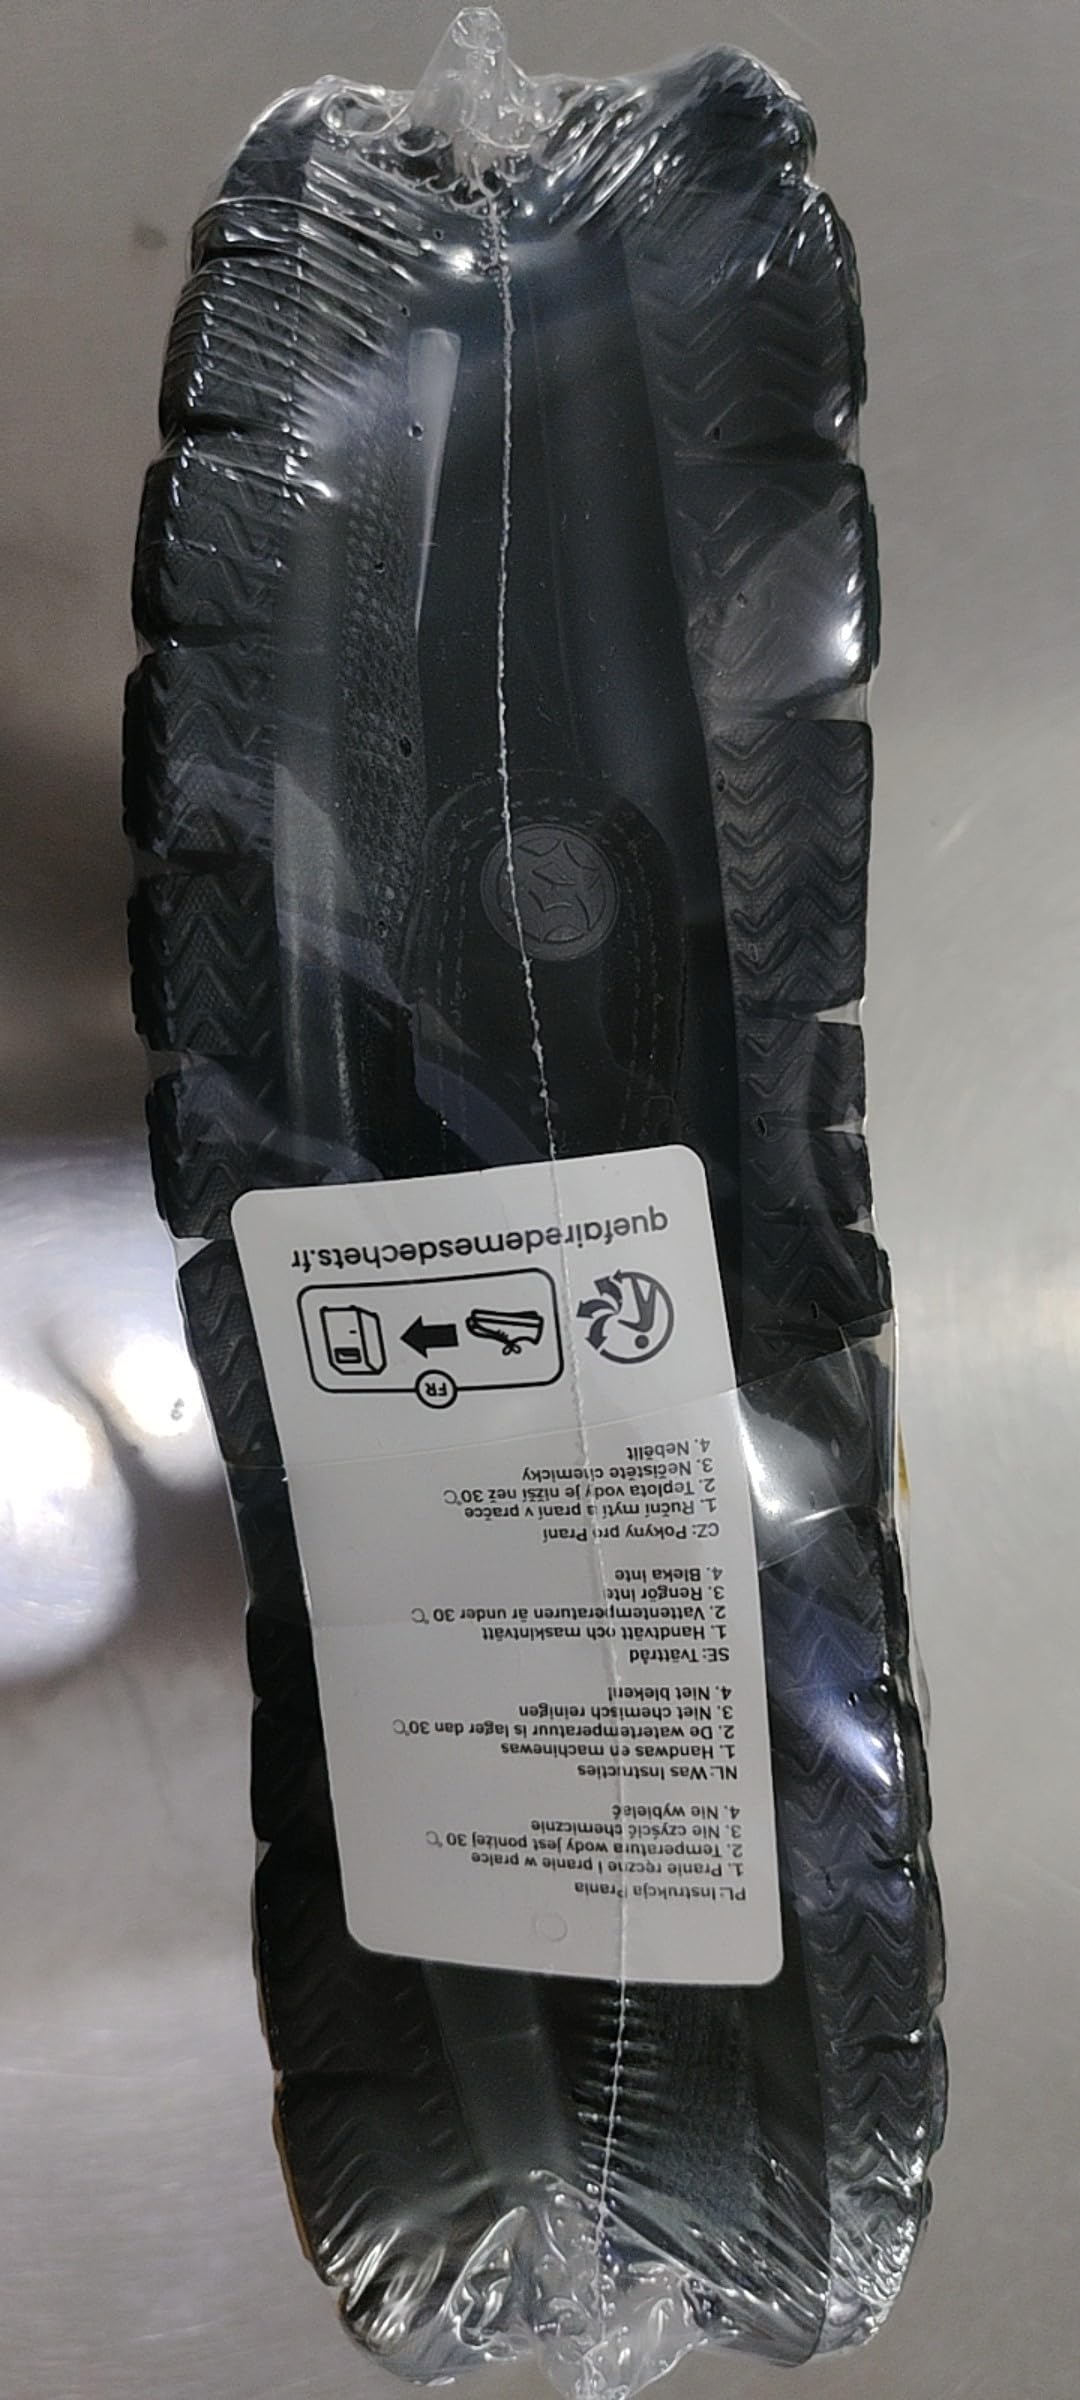 PL: Instrukcja Prania
1. Pranie ręczne i pranie w pralce
2. Temperatura wody jest poniżej 30℃
3. Nie czyścić chemicznie
4. Nie wybielać
NL: Was Instructies
1. Handwas en machinewas
2. De watertemperatuur is lager dan 30℃
3. Niet chemisch reinigen
4. Niet bleken!
SE: Tvättråd
1. Handtvätt och maskintvätt
2. Vattentemperaturen är under 30℃
3. Rengör inte
4. Bleka inte
CZ: Pokyny pro Praní
1. Ruční mytí a praní v pračce
2. Teplota vody je nižší než 30℃
3. Nečistěte chemicky
4. Nebělit
FR
quefairedemesdechets.fr